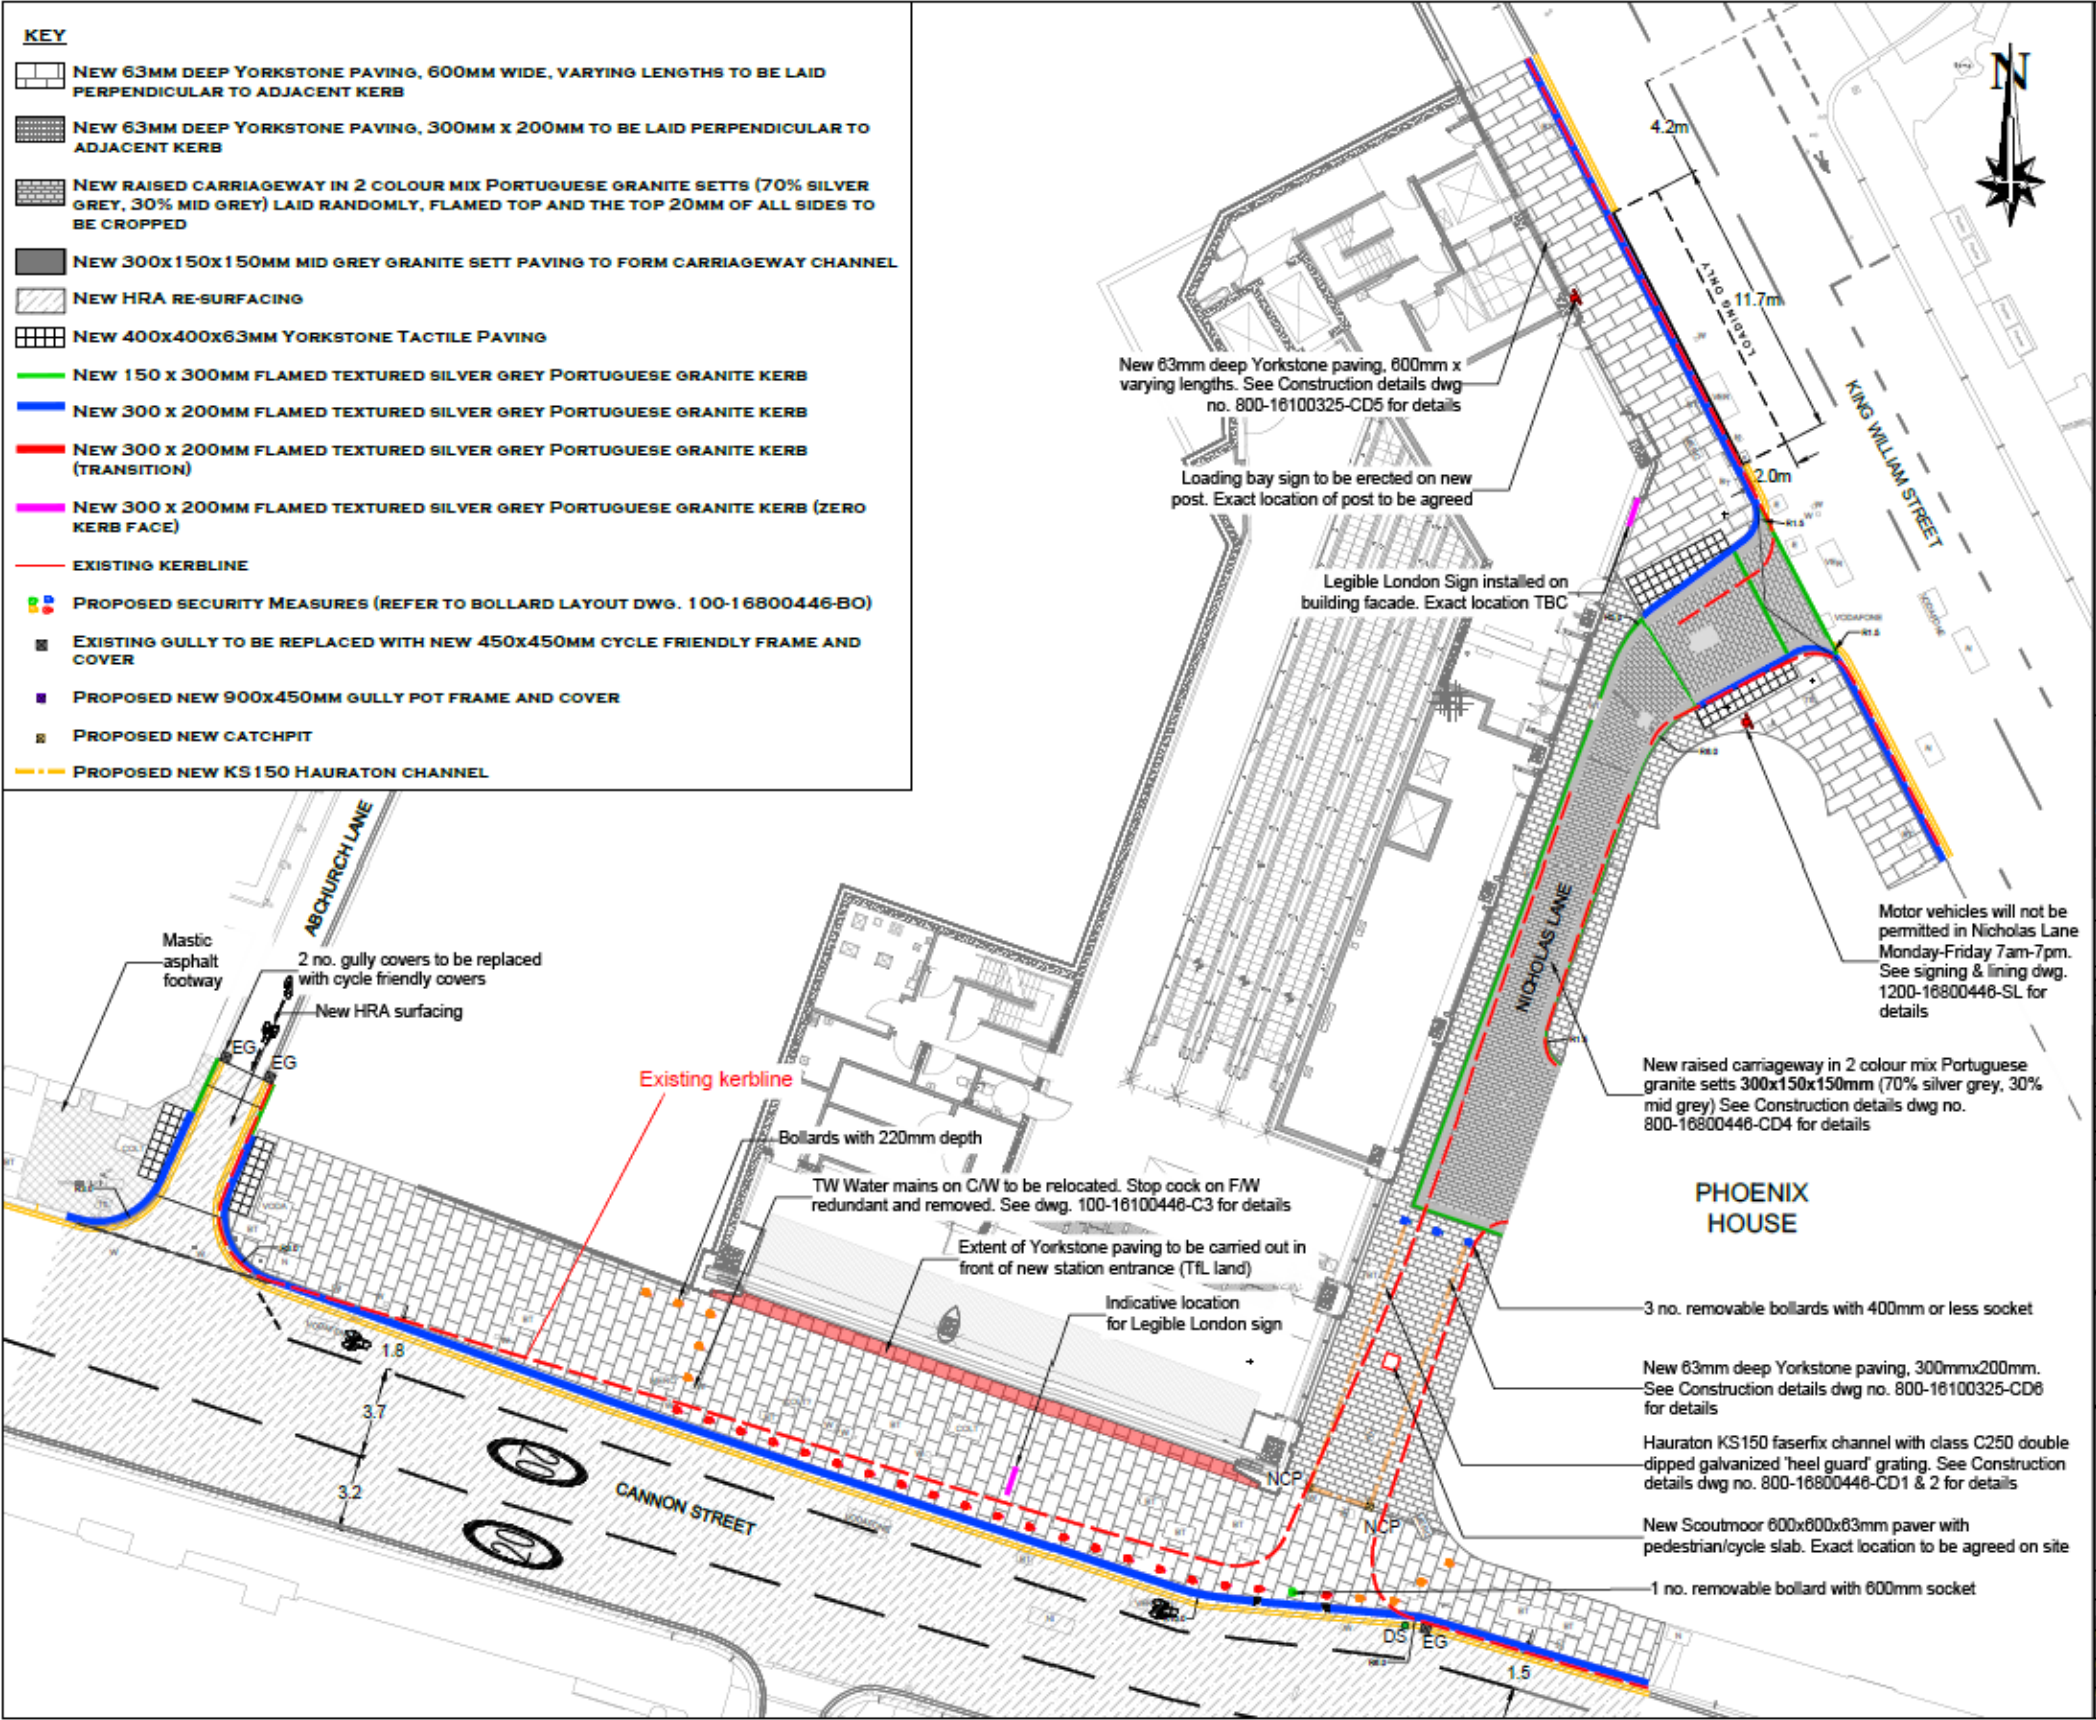 KEY
NEW 63MM DEEP YORKSTONE PAVING, 600MM WIDE, VARYING LENGTHS TO BE LAID
PERPENDICULAR TO ADJACENT KERB
NEW 63MM DEEP YORKSTONE PAVING, 300MM X 200MM TO BE LAID PERPENDICULAR TO
ADJACENT KERB
NEW RAISED CARRIAGEWAY IN 2 COLOUR MIX PORTUGUESE GRANITE SETTS (70% SILVER
GREY, 30% MID GREY) LAID RANDOMLY, FLAMED TOP AND THE TOP 20MM OF ALL SIDES TO
BE CROPPED
NEW 300X150X150MM MID GREY GRANITE SETT PAVING TO FORM CARRIAGEWAY CHANNEL
NEW HRA RE-SURFACING
NEW 400X400X63MM YORKSTONE TACTILE PAVING
NEW 150 X 300MM FLAMED TEXTURED SILVER GREY PORTUGUESE GRANITE KERB
NEW 300 X 200MM FLAMED TEXTURED SILVER GREY PORTUGUESE GRANITE KERB
NEW 300 X 200MM FLAMED TEXTURED SILVER GREY PORTUGUESE GRANITE KERB
(TRANSITION)
NEW 300 X 200MM FLAMED TEXTURED SILVER GREY PORTUGUESE GRANITE KERB (ZERO
KERB FACE)
EXISTING KERBLINE
PROPOSED SECURITY MEASURES (REFER TO BOLLARD LAYOUT DWG. 100-16800446-BO)
EXISTING GULLY TO BE REPLACED WITH NEW 450X450MM CYCLE FRIENDLY FRAME AND
COVER
PROPOSED NEW 900X450MM GULLY POT FRAME AND COVER
PROPOSED NEW CATCHPIT
PROPOSED NEW KS150 HAURATON CHANNEL
N
4.2m
11.7m
LOADING ONLY
2.0m
KING WILLIAM STREET
New 63mm deep Yorkstone paving, 600mm x
varying lengths. See Construction details dwg
no. 800-16100325-CD5 for details
Loading bay sign to be erected on new
post. Exact location of post to be agreed
Legible London Sign installed on
building facade. Exact location TBC
R1.5
VODAFONE
NICHOLAS LANE
Motor vehicles will not be
permitted in Nicholas Lane
Monday-Friday 7am-7pm.
See signing & lining dwg.
1200-16800446-SL for
details
New raised carriageway in 2 colour mix Portuguese
granite setts 300x150x150mm (70% silver grey, 30%
mid grey) See Construction details dwg no.
800-16800446-CD4 for details
PHOENIX
HOUSE
3 no. removable bollards with 400mm or less socket
New 63mm deep Yorkstone paving, 300mmx200mm.
See Construction details dwg no. 800-16100325-CD6
for details
Hauraton KS150 faserfix channel with class C250 double
dipped galvanized 'heel guard' grating. See Construction
details dwg no. 800-16800446-CD1 & 2 for details
New Scoutmoor 600x600x63mm paver with
pedestrian/cycle slab. Exact location to be agreed on site
1 no. removable bollard with 600mm socket
ABCHURCH LANE
Mastic
asphalt
footway
2 no. gully covers to be replaced
with cycle friendly covers
New HRA surfacing
EG
EG
Existing kerbline
Bollards with 220mm depth
TW Water mains on C/W to be relocated. Stop cock on F/W
redundant and removed. See dwg. 100-16100446-C3 for details
Extent of Yorkstone paving to be carried out in
front of new station entrance (TfL land)
Indicative location
for Legible London sign
NCP
NCP
1.8
3.7
3.2
20
20
CANNON STREET
DS
EG
1.5